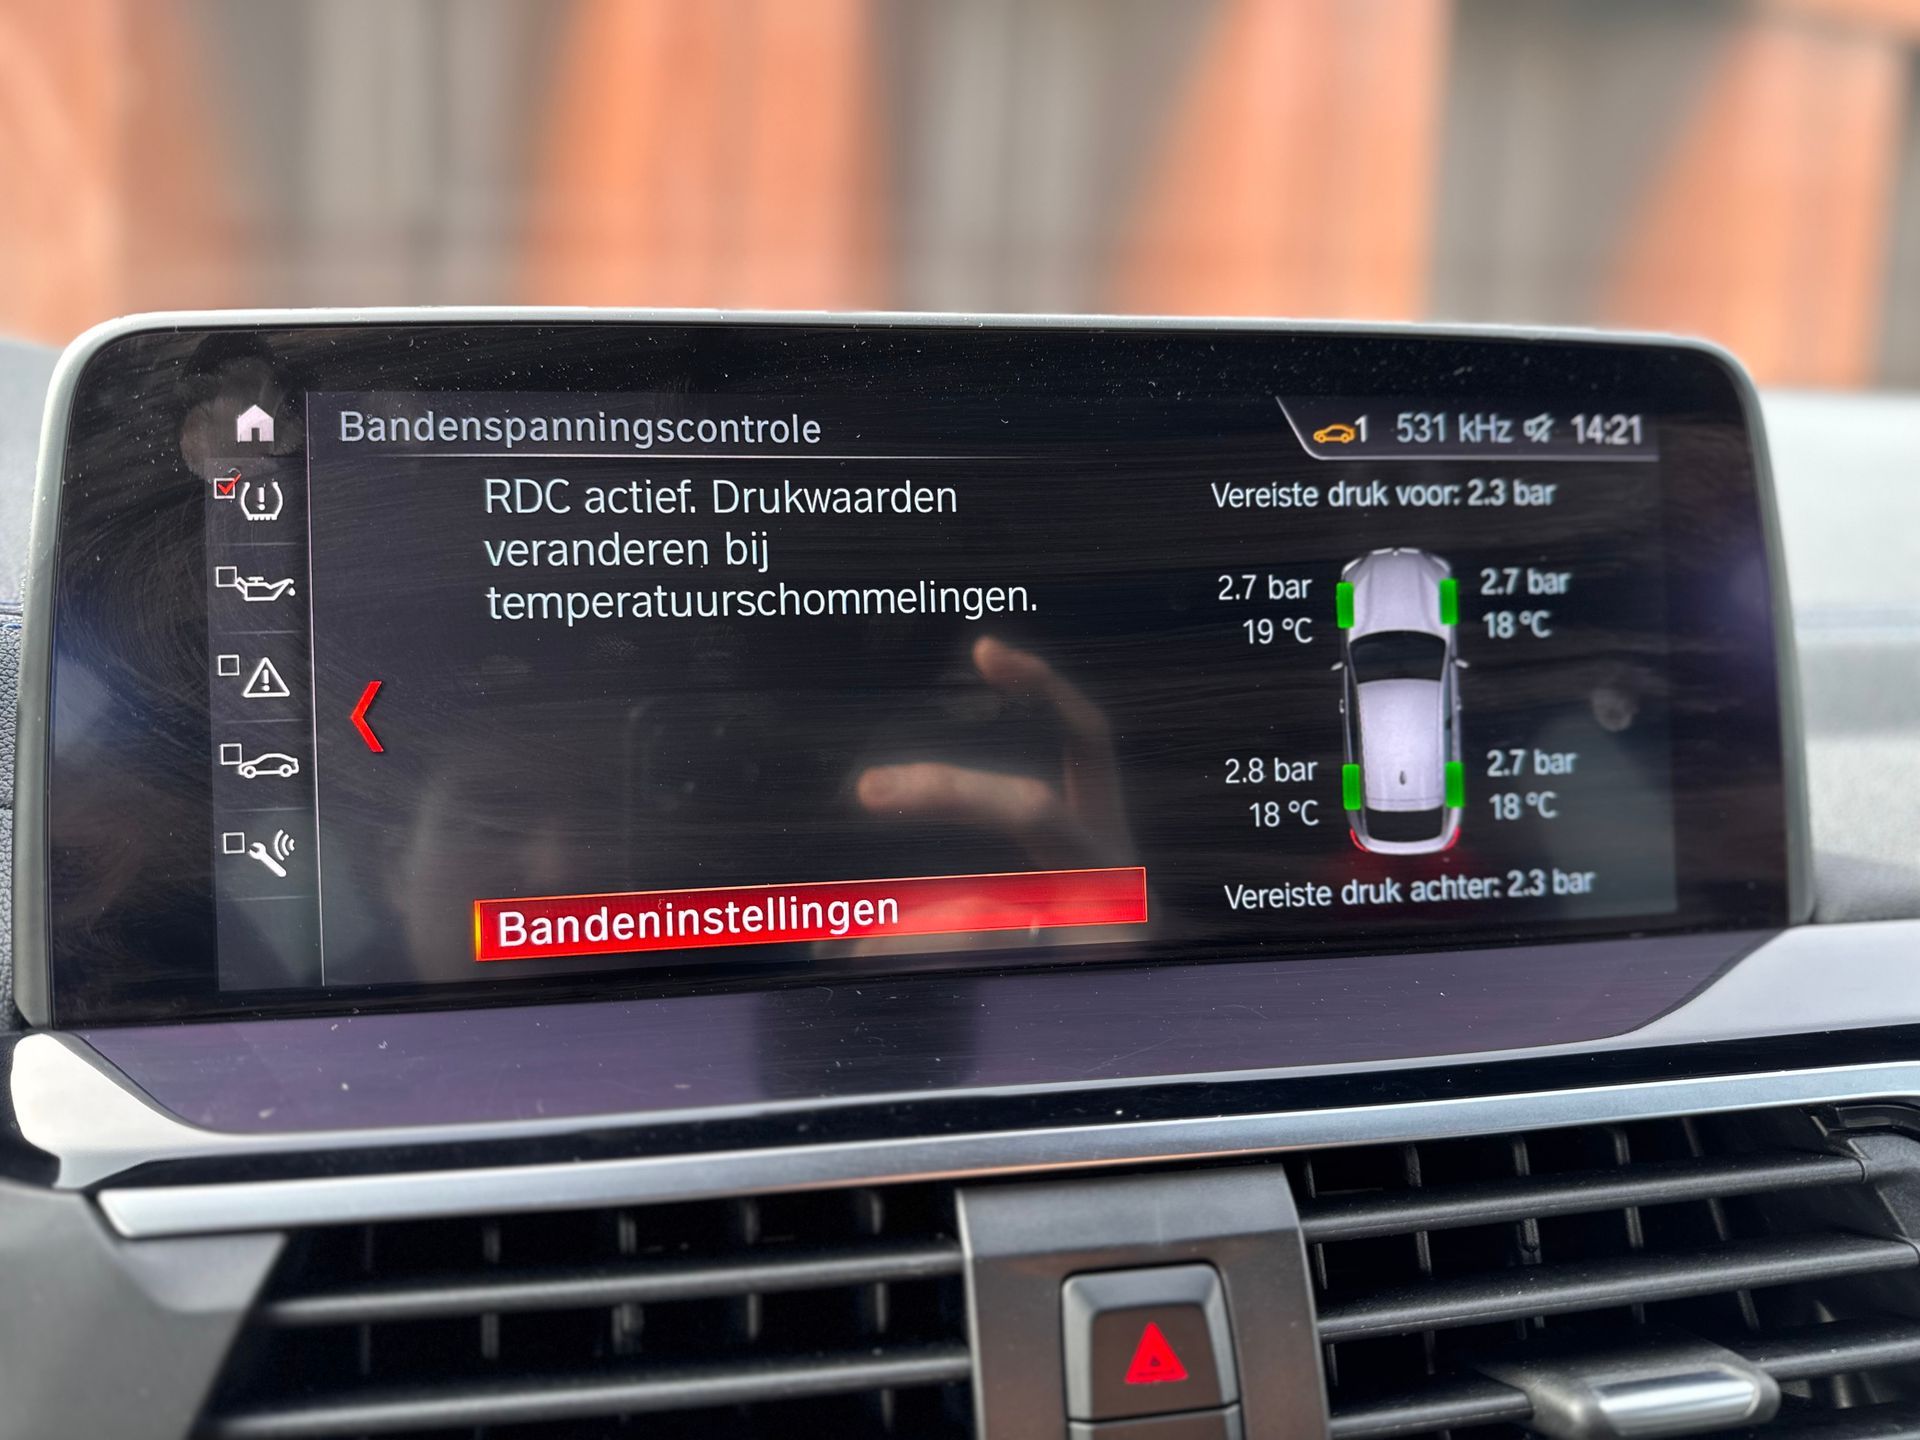 Bandenspanningscontrole
1 531 kHz 14:21
RDC actief. Drukwaarden
veranderen bij
temperatuurschommelingen.
Bandeninstellingen
Vereiste druk voor: 2.3 bar
2.7 bar 2.7 bar
19 °C 18 °C
2.8 bar 2.7 bar
18 °C 18 °C
Vereiste druk achter: 2.3 bar